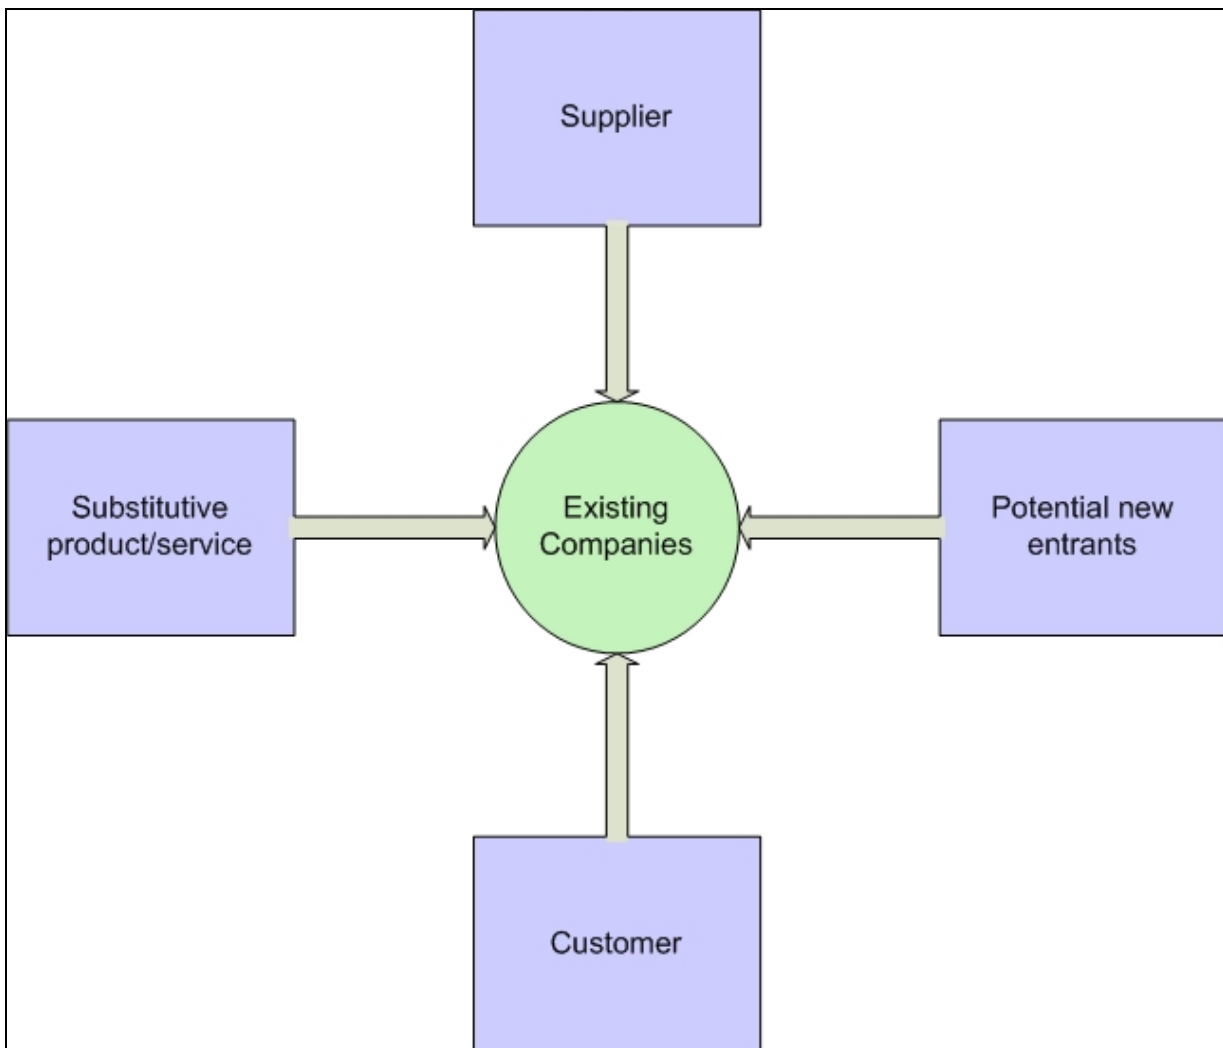 Supplier
Substitutive
product/service
Existing
Companies
Potential new
entrants
Customer